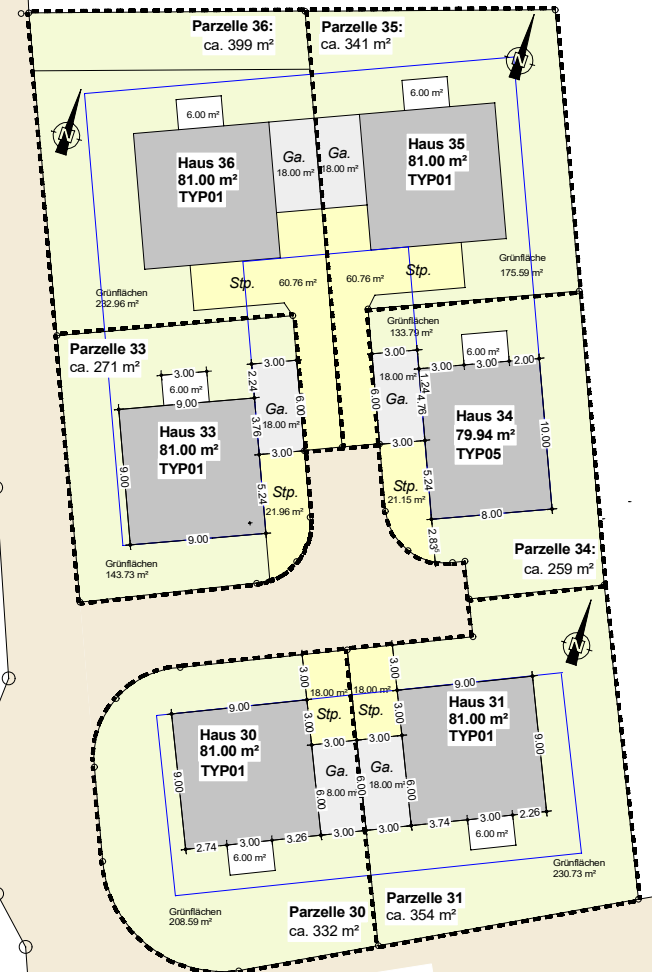 Parzelle 36:
ca. 399 m²
Parzelle 35:
ca. 341 m²
N
N
6.00 m²
6.00 m²
Haus 36
81.00 m²
TYP01
Ga.
18.00 m²
Ga.
18.00 m²
Haus 35
81.00 m²
TYP01
Stp.
60.76 m²
60.76 m²
Stp.
Grünflächen
232.96 m²
Grünfläche
175.59 m²
Parzelle 33
ca. 271 m²
Grünflächen
133.79 m²
3.00
6.00 m²
9.00
2.24
3.00
Ga.
18.00 m²
6.00
3.76
3.00
Haus 33
81.00 m²
TYP01
9.00
9.00
5.24
Stp.
21.96 m²
Grünflächen
143.73 m²
3.00
18.00 m²
Ga.
6.00
3.00
1.24
4.76
3.00
6.00 m²
3.00
2.00
Haus 34
79.94 m²
TYP05
10.00
8.00
5.24
Stp.
21.15 m²
2.83⁵
Parzelle 34:
ca. 259 m²
N
3.00
18.00 m²
18.00 m²
3.00
9.00
3.00
Stp.
Stp.
3.00
9.00
Haus 30
81.00 m²
TYP01
9.00
3.00
3.00
Haus 31
81.00 m²
TYP01
9.00
Ga.
8.00 m²
6.00
6.00
Ga.
18.00 m²
6.00
2.74
3.00
3.26
3.00
3.00
3.74
3.00
2.26
6.00 m²
6.00 m²
Grünflächen
230.73 m²
Grünflächen
208.59 m²
Parzelle 30
ca. 332 m²
Parzelle 31
ca. 354 m²